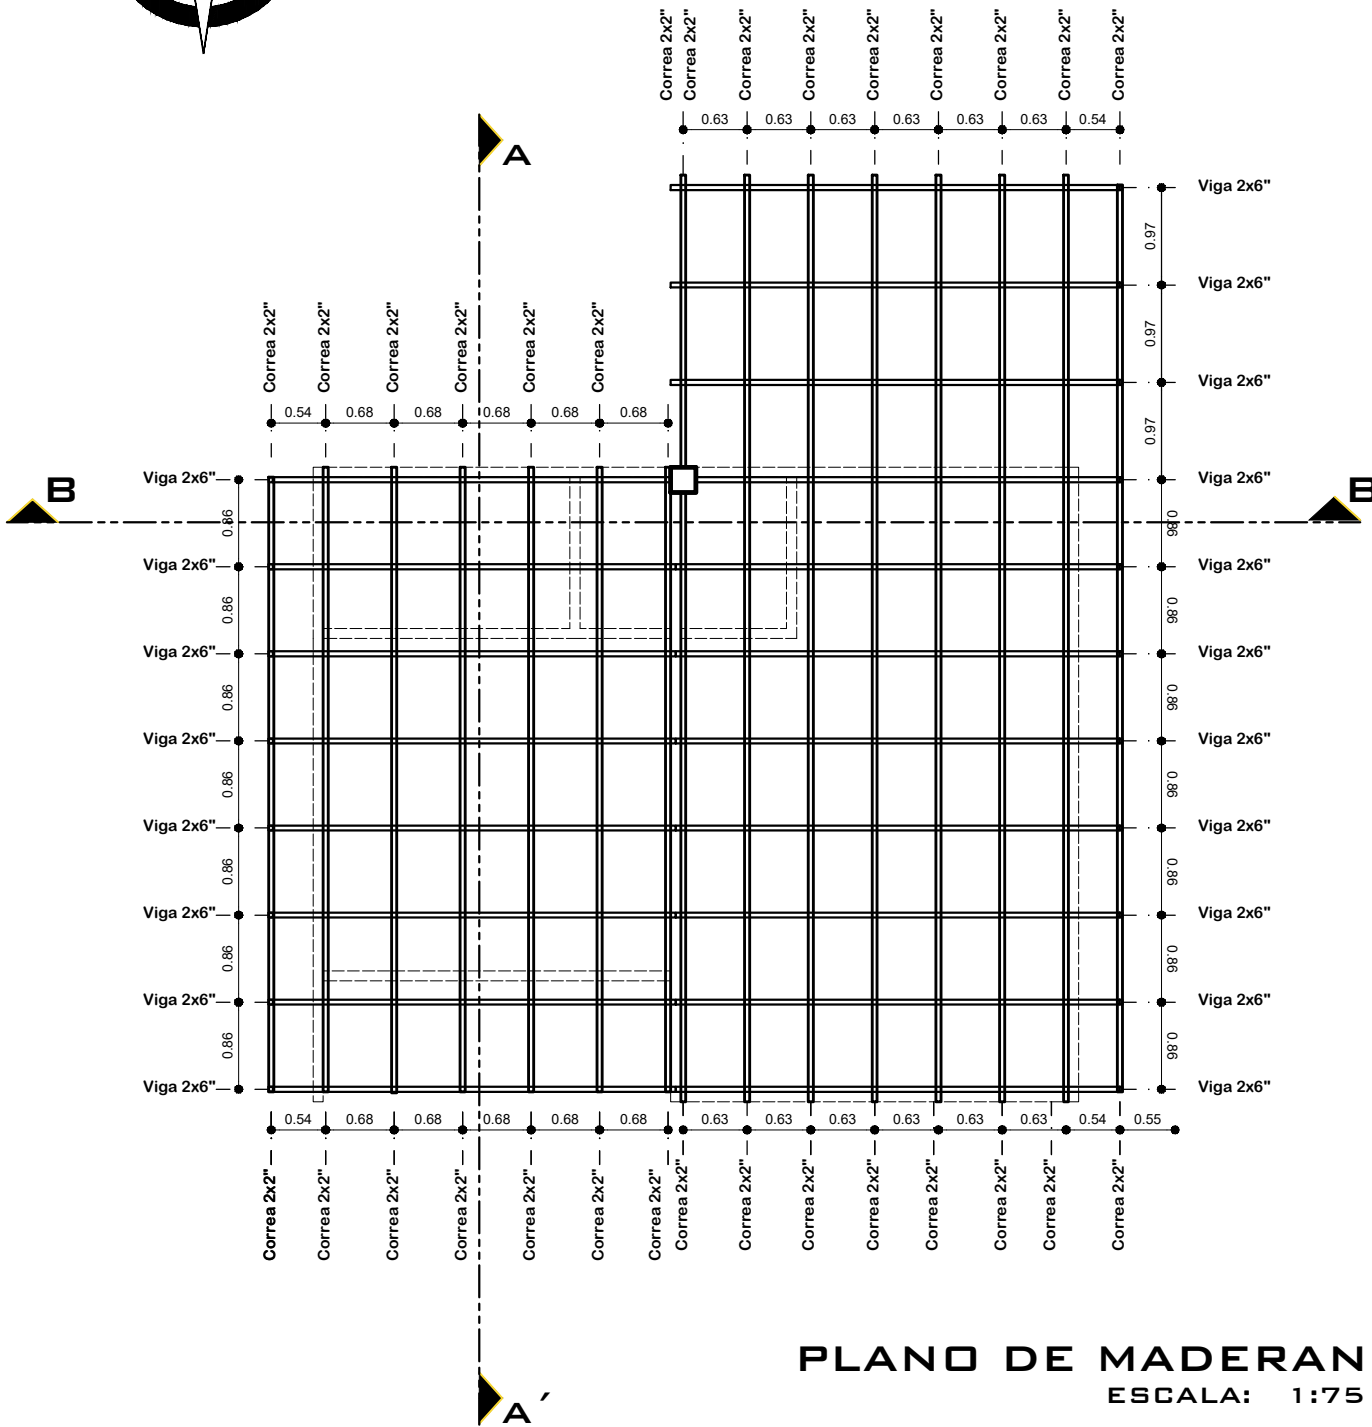 Correa 2x2" Correa 2x2" Correa 2x2" Correa 2x2" Correa 2x2" Correa 2x2" Correa 2x2" Correa 2x2" Correa 2x2"
0.63 0.63 0.63 0.63 0.63 0.63 0.54
A
Viga 2x6"
0.97
Viga 2x6"
0.97
Correa 2x2" Correa 2x2" Correa 2x2" Correa 2x2" Correa 2x2" Correa 2x2"
Viga 2x6"
0.54 0.68 0.68 0.68 0.68 0.68
0.97
Viga 2x6" Viga 2x6"
B B
0.86 0.86
Viga 2x6" Viga 2x6"
0.86 0.86
Viga 2x6" Viga 2x6"
0.86 0.86
Viga 2x6" Viga 2x6"
0.86 0.86
Viga 2x6" Viga 2x6"
0.86 0.86
Viga 2x6" Viga 2x6"
0.86 0.86
Viga 2x6" Viga 2x6"
0.86 0.86
Viga 2x6" Viga 2x6"
0.54 0.68 0.68 0.68 0.68 0.68 0.63 0.63 0.63 0.63 0.63 0.63 0.54 0.55
Correa 2x2" Correa 2x2" Correa 2x2" Correa 2x2" Correa 2x2" Correa 2x2" Correa 2x2" Correa 2x2" Correa 2x2" Correa 2x2" Correa 2x2" Correa 2x2" Correa 2x2" Correa 2x2" Correa 2x2"
PLANO DE MADERAN
ESCALA: 1:75
A´